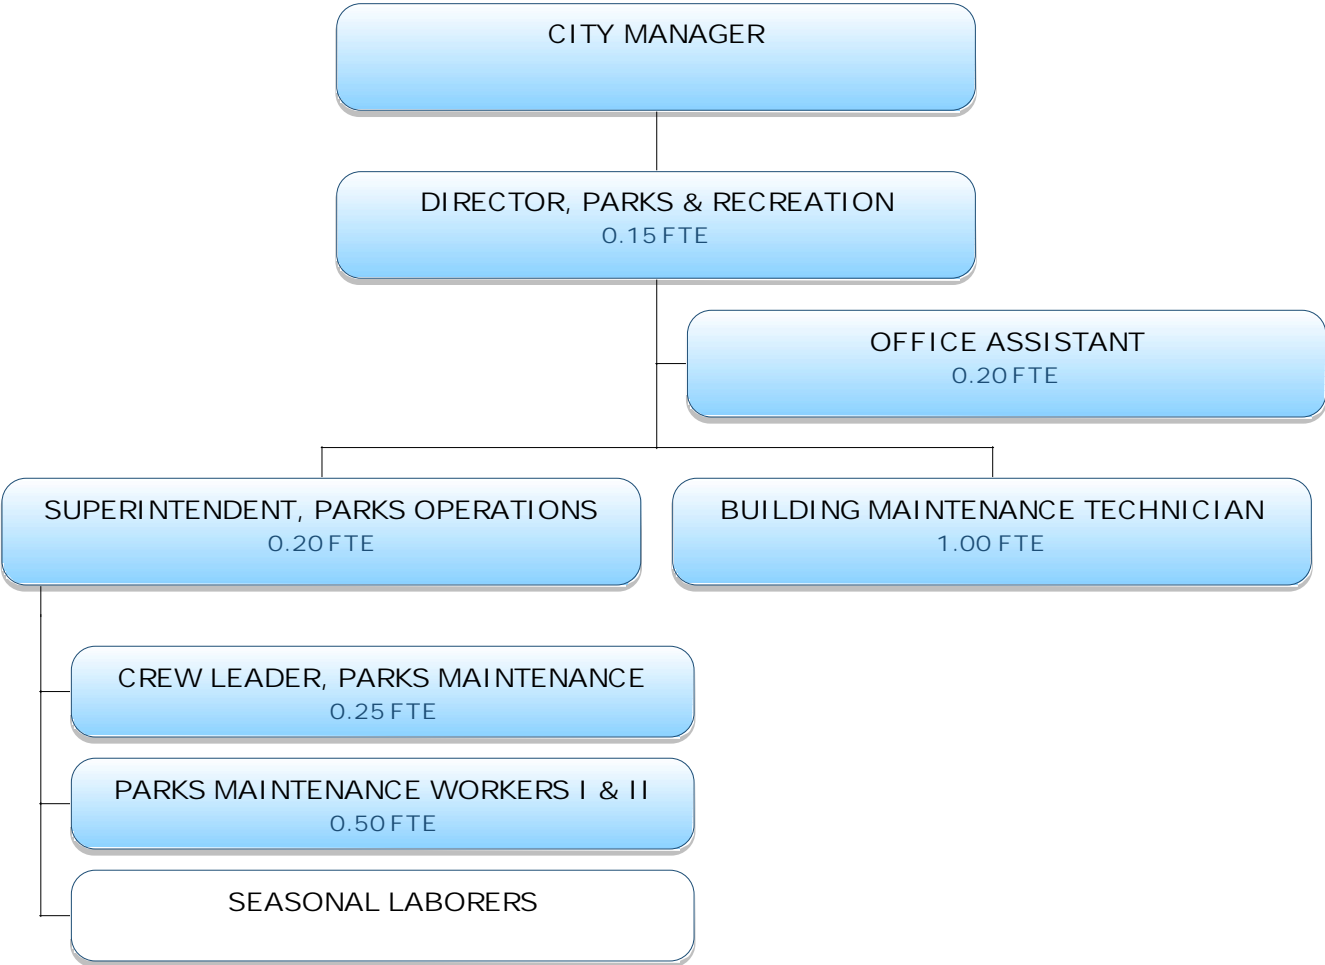 CITY MANAGER
DIRECTOR, PARKS & RECREATION
0.15 FTE
OFFICE ASSISTANT
0.20 FTE
SUPERINTENDENT, PARKS OPERATIONS
0.20 FTE
BUILDING MAINTENANCE TECHNICIAN
1.00 FTE
CREW LEADER, PARKS MAINTENANCE
0.25 FTE
PARKS MAINTENANCE WORKERS I & II
0.50 FTE
SEASONAL LABORERS